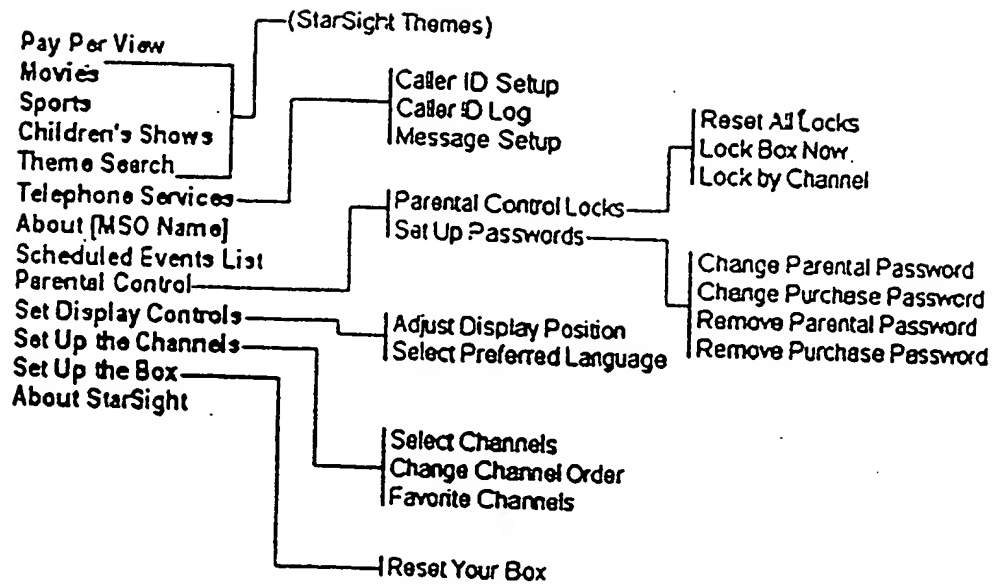 (StarSight Themes)
Pay Per View
Movies
Sports
Children's Shows
Theme Search
Telephone Services
About [MSO Name]
Scheduled Events List
Parental Control
Set Display Controls
Set Up the Channels
Set Up the Box
About StarSight
Caller ID Setup
Caller ID Log
Message Setup
Parental Control Locks
Set Up Passwords
Adjust Display Position
Select Preferred Language
Select Channels
Change Channel Order
Favorite Channels
Reset Your Box
Reset All Locks
Lock Box Now
Lock by Channel
Change Parental Password
Change Purchase Password
Remove Parental Password
Remove Purchase Password